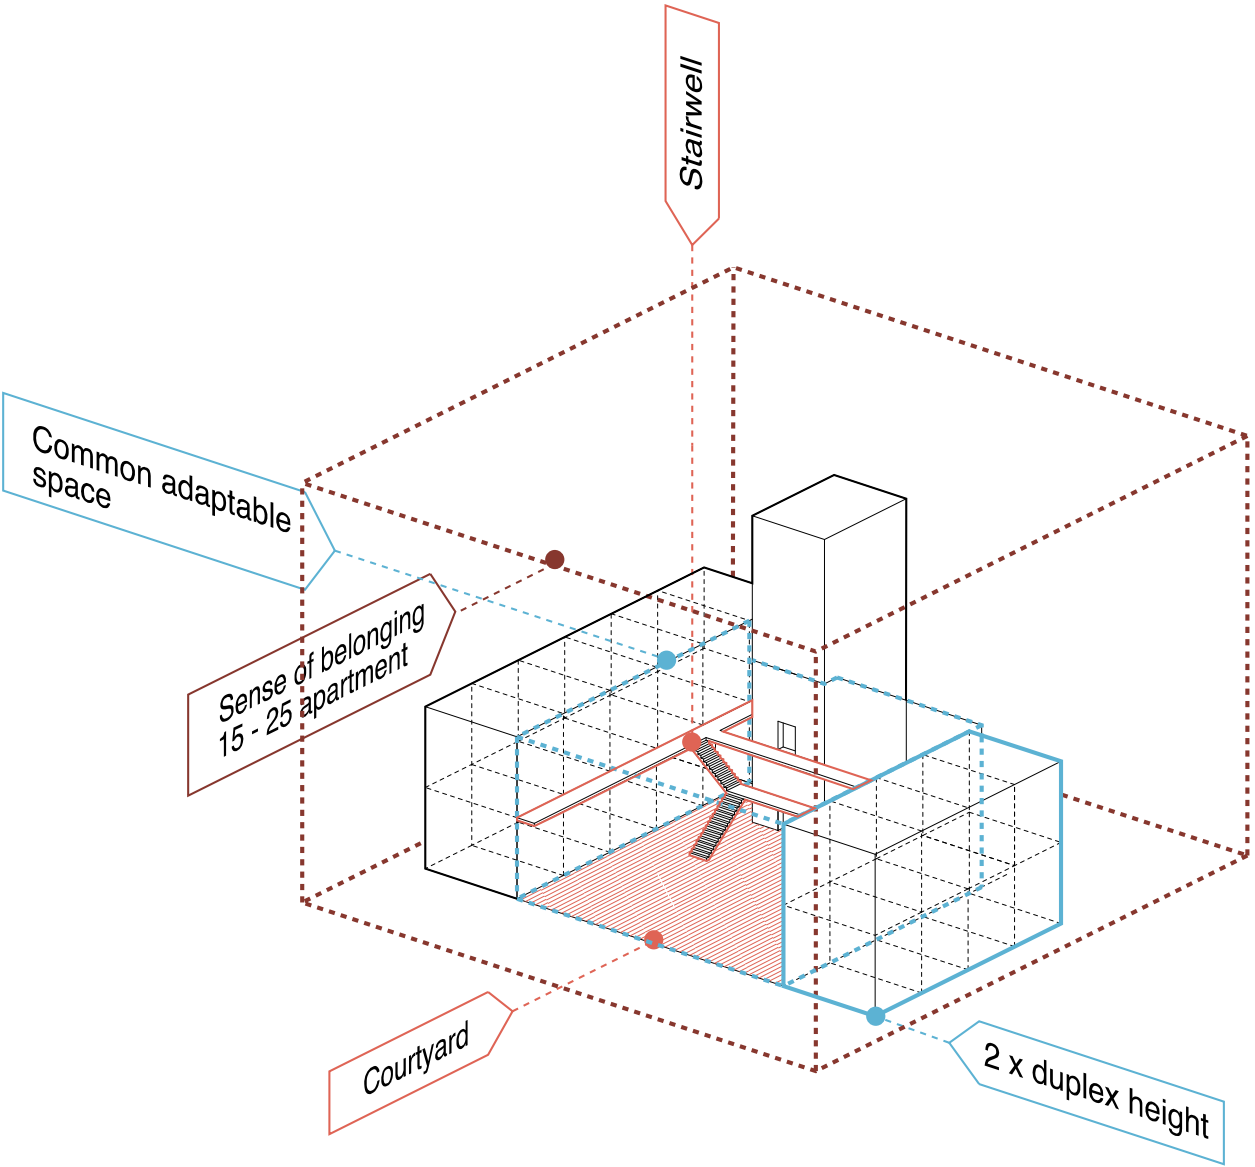 Stairwell
Common adaptable
space
Sense of belonging
15 - 25 apartment
Courtyard
2 x duplex height